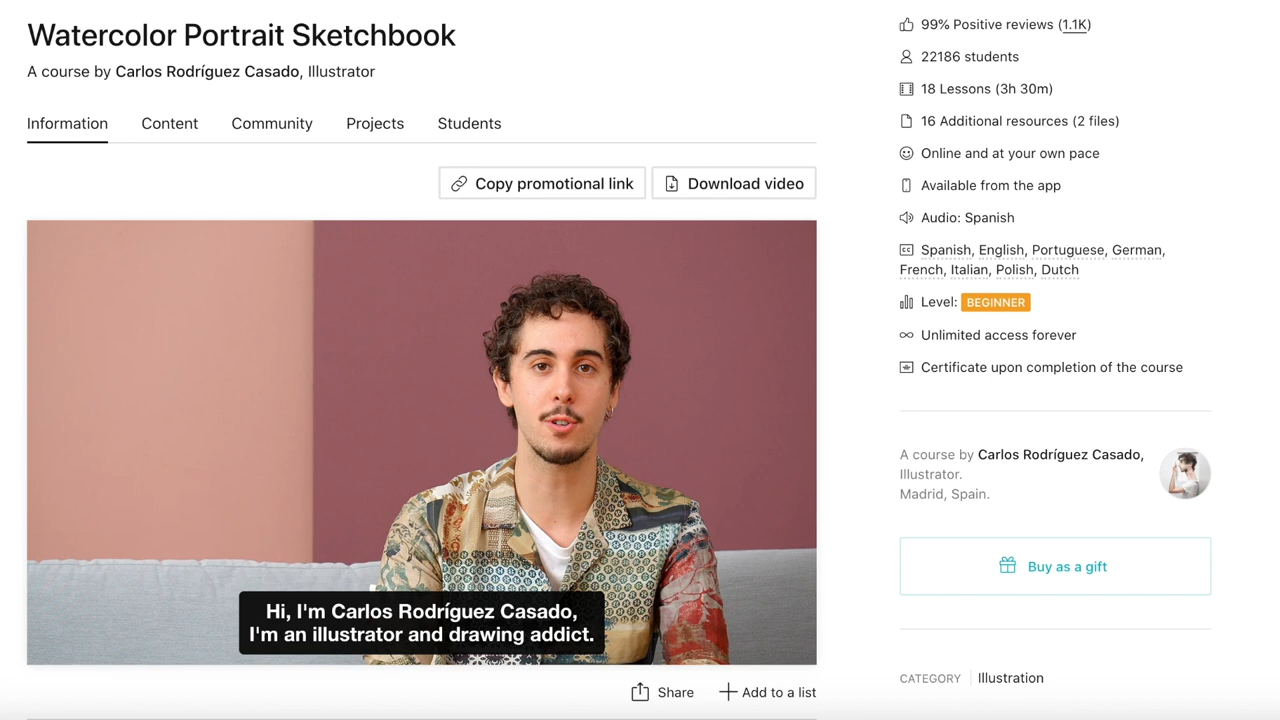 Watercolor Portrait Sketchbook
A course by Carlos Rodríguez Casado, Illustrator
Information
Content
Community
Projects
Students
Copy promotional link
Download video
Hi, I'm Carlos Rodríguez Casado,
I'm an illustrator and drawing addict.
Share
Add to a list
99% Positive reviews (1.1K)
22186 students
18 Lessons (3h 30m)
16 Additional resources (2 files)
Online and at your own pace
Available from the app
Audio: Spanish
Spanish, English, Portuguese, German,
French, Italian, Polish, Dutch
Level: BEGINNER
Unlimited access forever
Certificate upon completion of the course
A course by Carlos Rodríguez Casado,
Illustrator.
Madrid, Spain.
Buy as a gift
CATEGORY Illustration